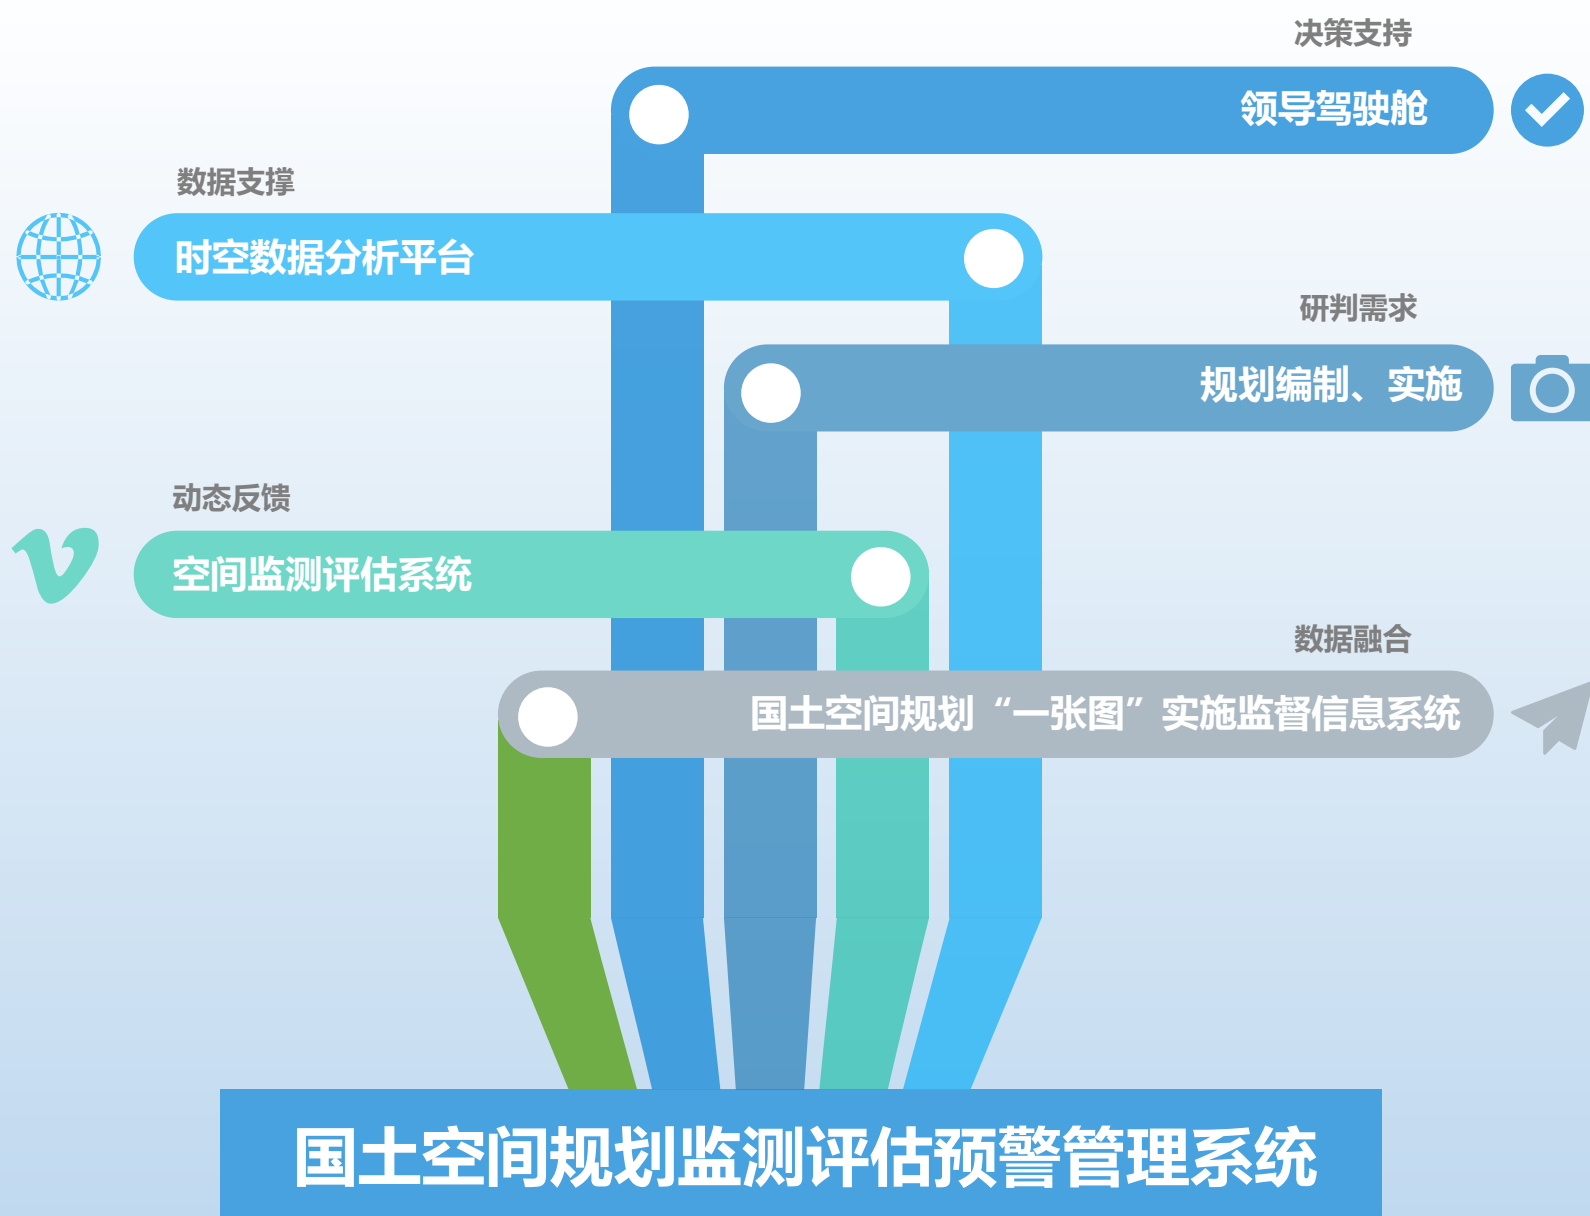 决策支持
领导驾驶舱
数据支撑
时空数据分析平台
研判需求
规划编制、实施
动态反馈
空间监测评估系统
数据融合
国土空间规划“一张图”实施监督信息系统
国土空间规划监测评估预警管理系统